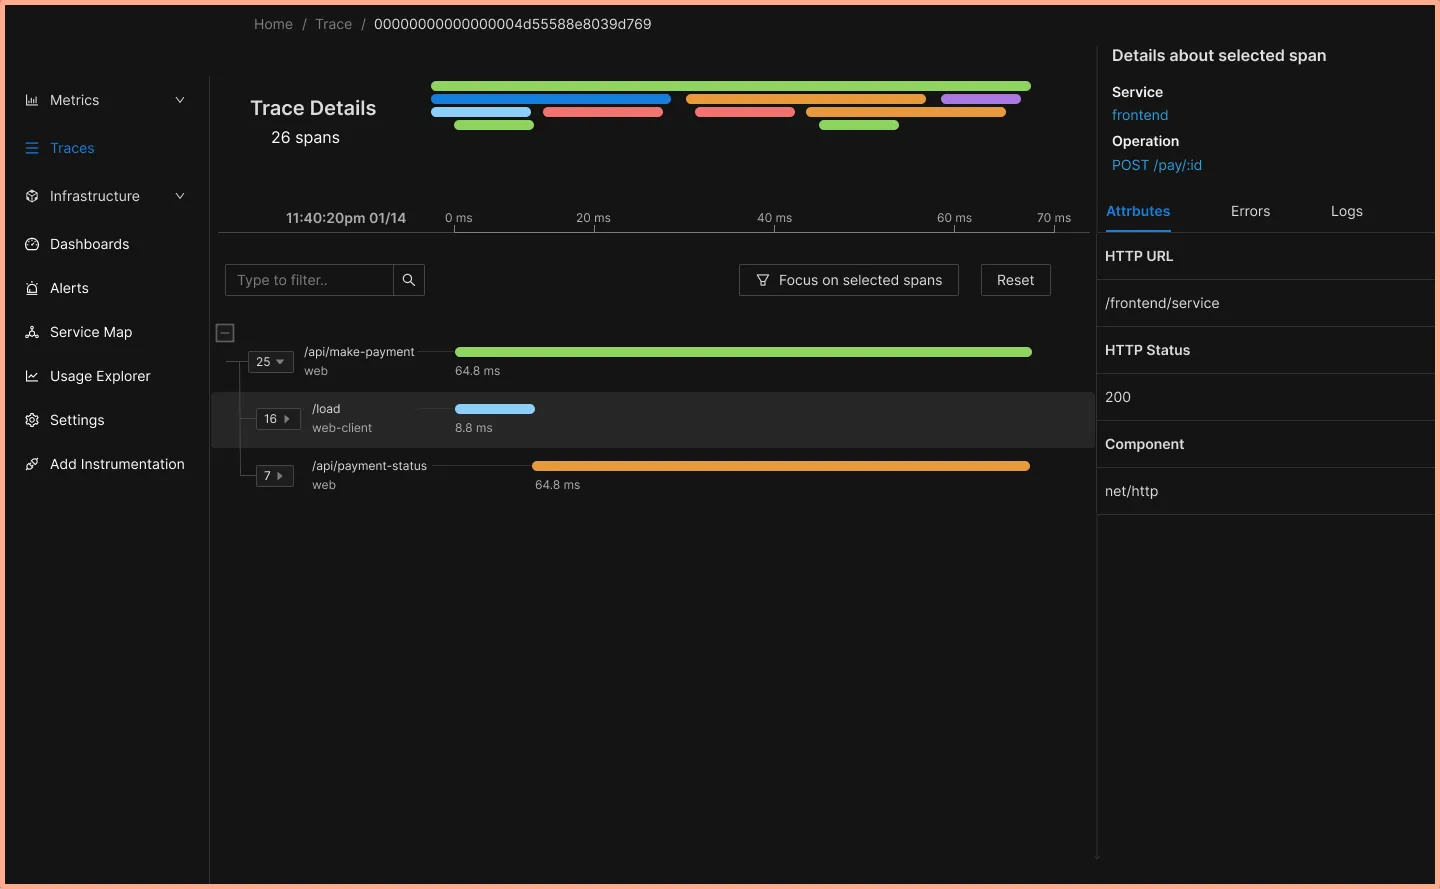 Home / Trace / 00000000000000004d55588e8039d769
Metrics
Traces
Infrastructure
Dashboards
Alerts
Service Map
Usage Explorer
Settings
Add Instrumentation
Trace Details
26 spans
11:40:20pm 01/14
0 ms 20 ms 40 ms 60 ms 70 ms
Type to filter..
Focus on selected spans
Reset
25 /api/make-payment
web 64.8 ms
16 /load
web-client 8.8 ms
7 /api/payment-status
web 64.8 ms
Details about selected span
Service
frontend
Operation
POST /pay/:id
Attrbutes Errors Logs
HTTP URL
/frontend/service
HTTP Status
200
Component
net/http